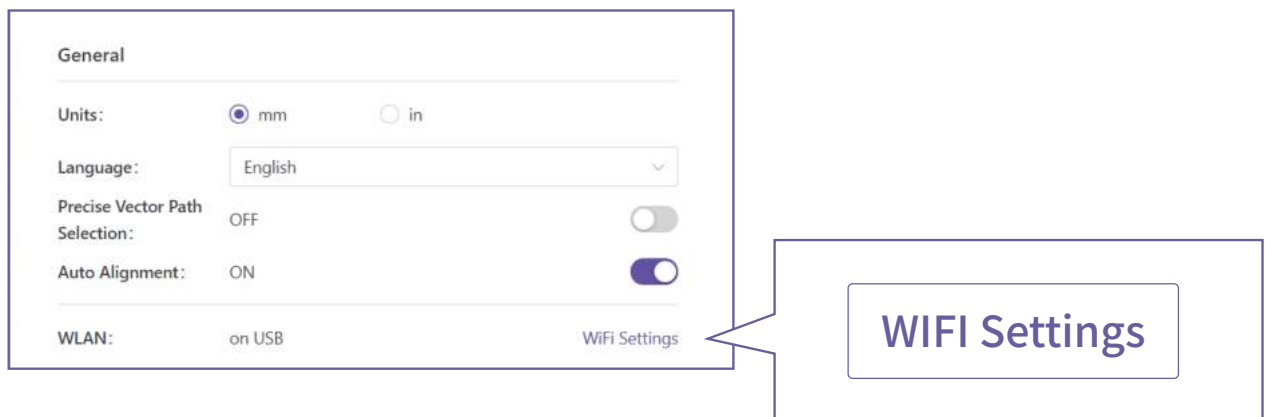 General
Units: mm in
Language: English
Precise Vector Path
Selection: OFF
Auto Alignment: ON
WLAN: on USB WiFi Settings
WIFI Settings